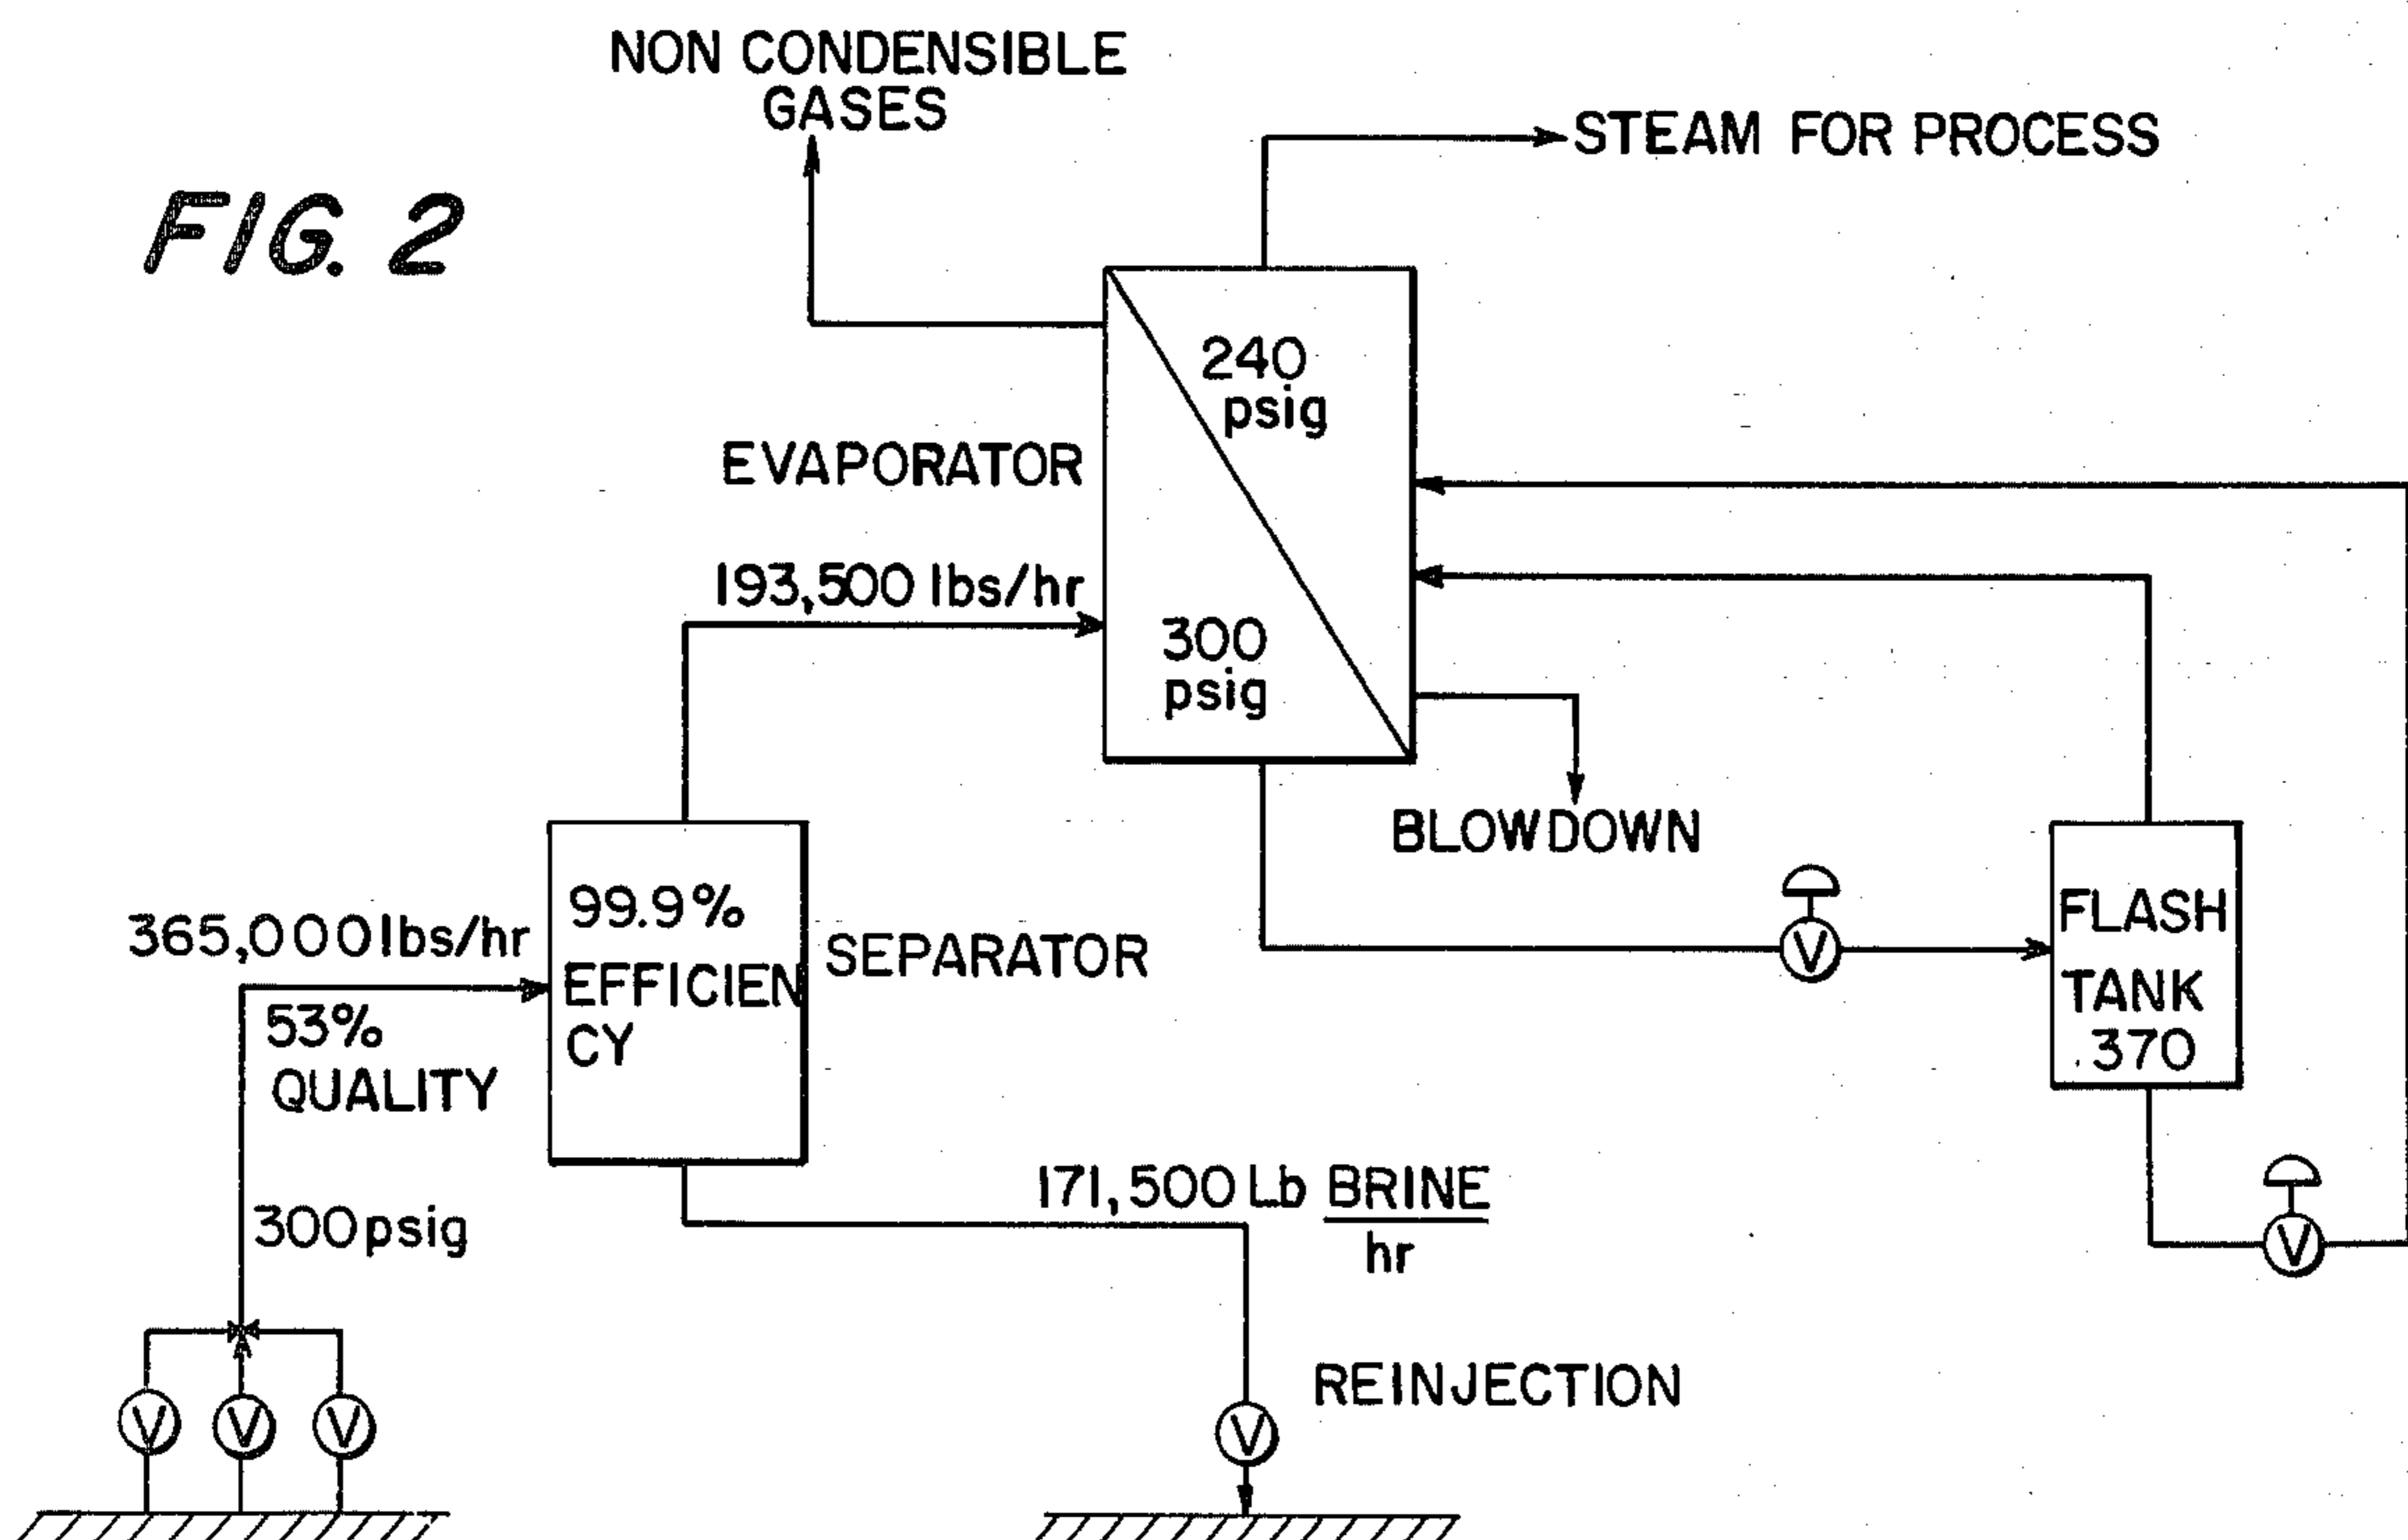 NON CONDENSIBLE
GASES
STEAM FOR PROCESS
FIG. 2
240
psig
EVAPORATOR
193,500 lbs/hr
300
psig
BLOWDOWN
99.9%
EFFICIEN
CY
SEPARATOR
365,000 lbs/hr
53%
QUALITY
300 psig
FLASH
TANK
370
V
V
171,500 Lb BRINE
hr
REINJECTION
V
V
V
V